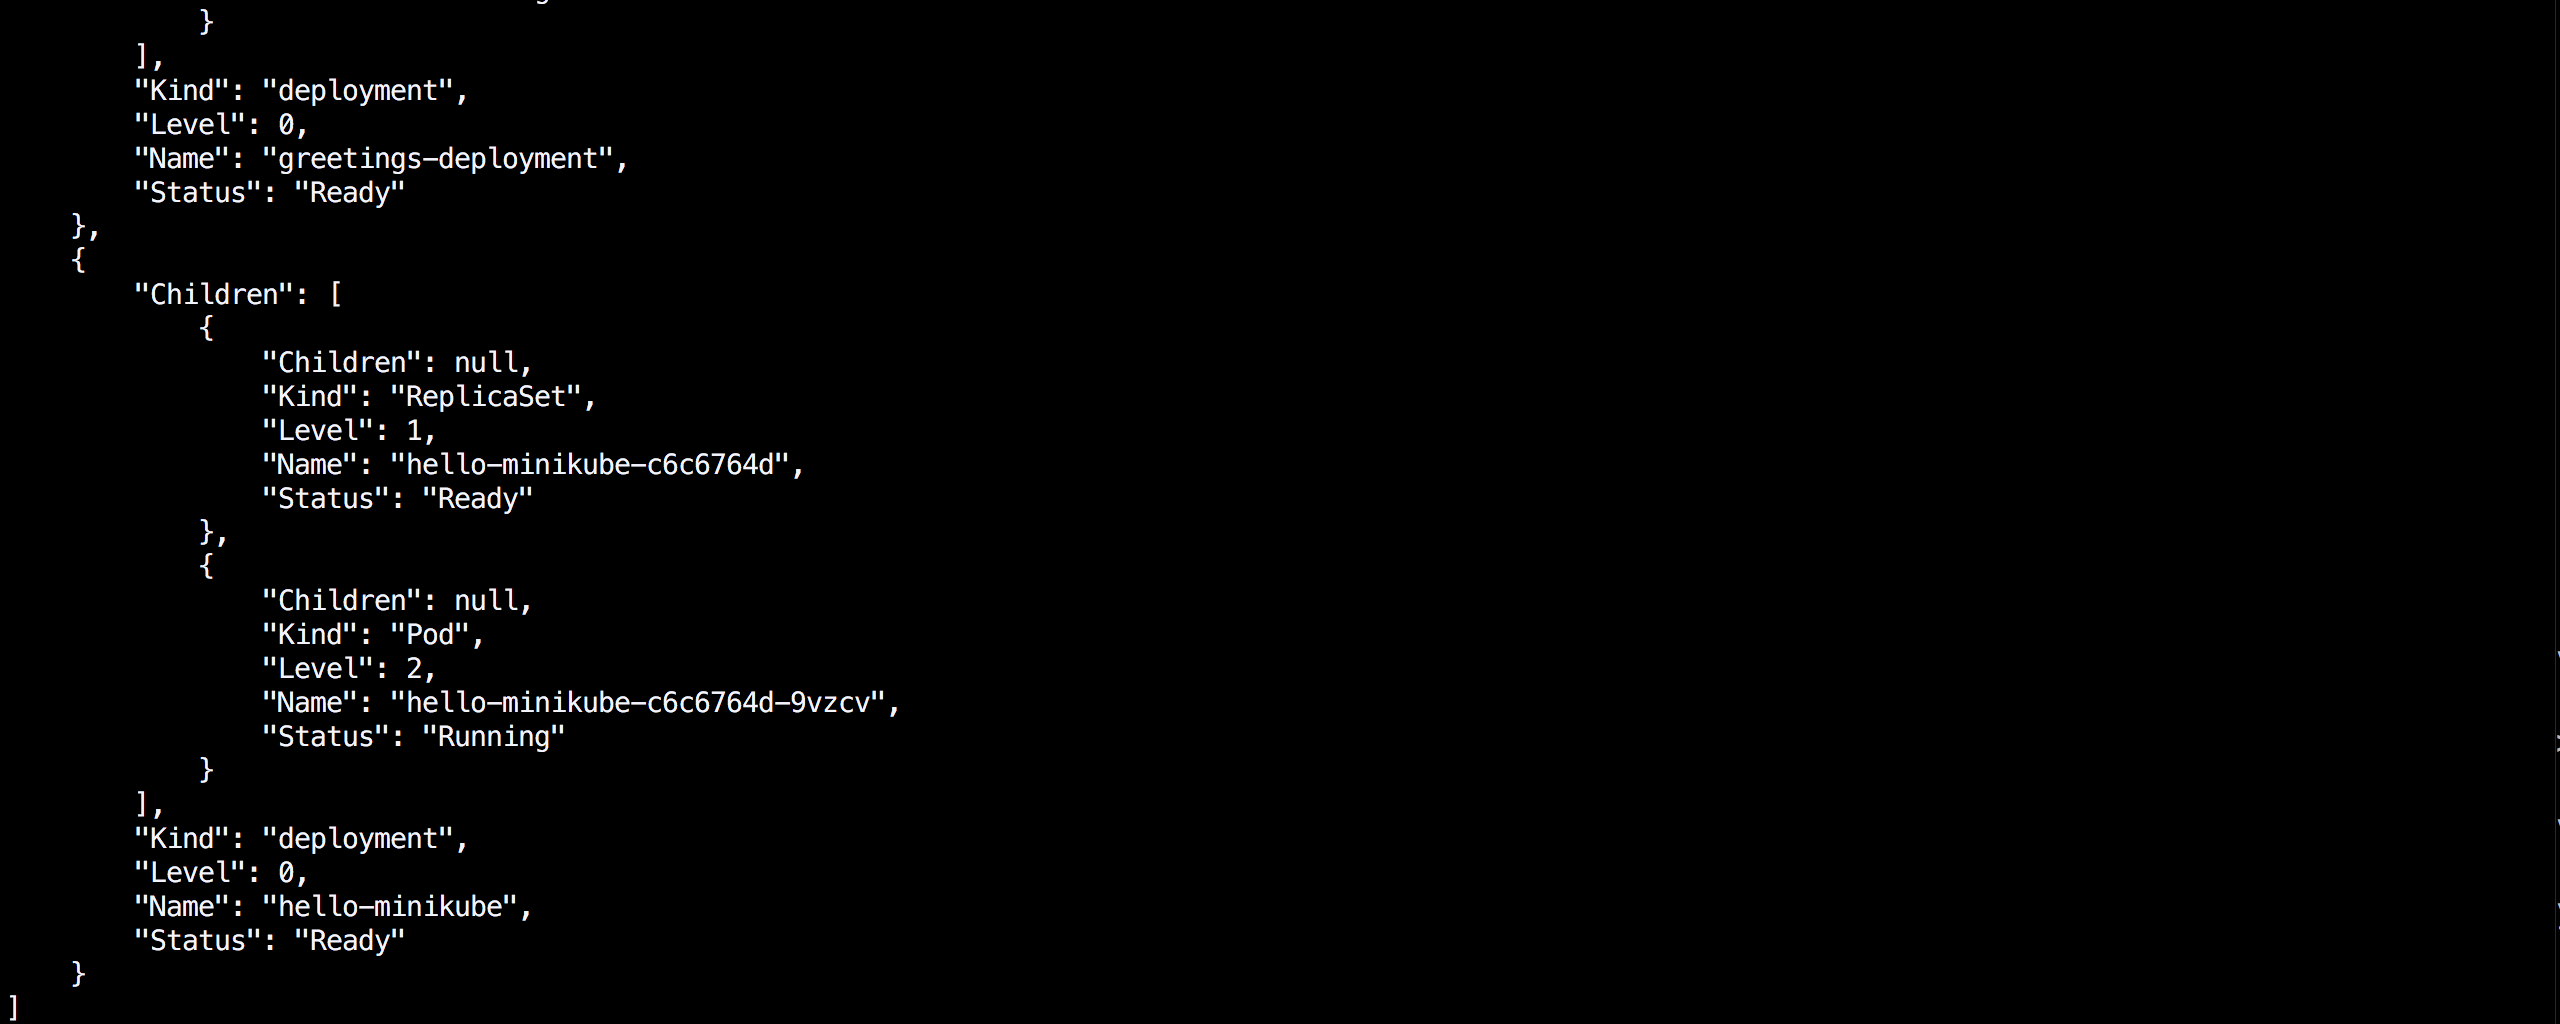 }
],
"Kind": "deployment",
"Level": 0,
"Name": "greetings-deployment",
"Status": "Ready"
},
{
"Children": [
{
"Children": null,
"Kind": "ReplicaSet",
"Level": 1,
"Name": "hello-minikube-c6c6764d",
"Status": "Ready"
},
{
"Children": null,
"Kind": "Pod",
"Level": 2,
"Name": "hello-minikube-c6c6764d-9vzcv",
"Status": "Running"
}
],
"Kind": "deployment",
"Level": 0,
"Name": "hello-minikube",
"Status": "Ready"
}
]